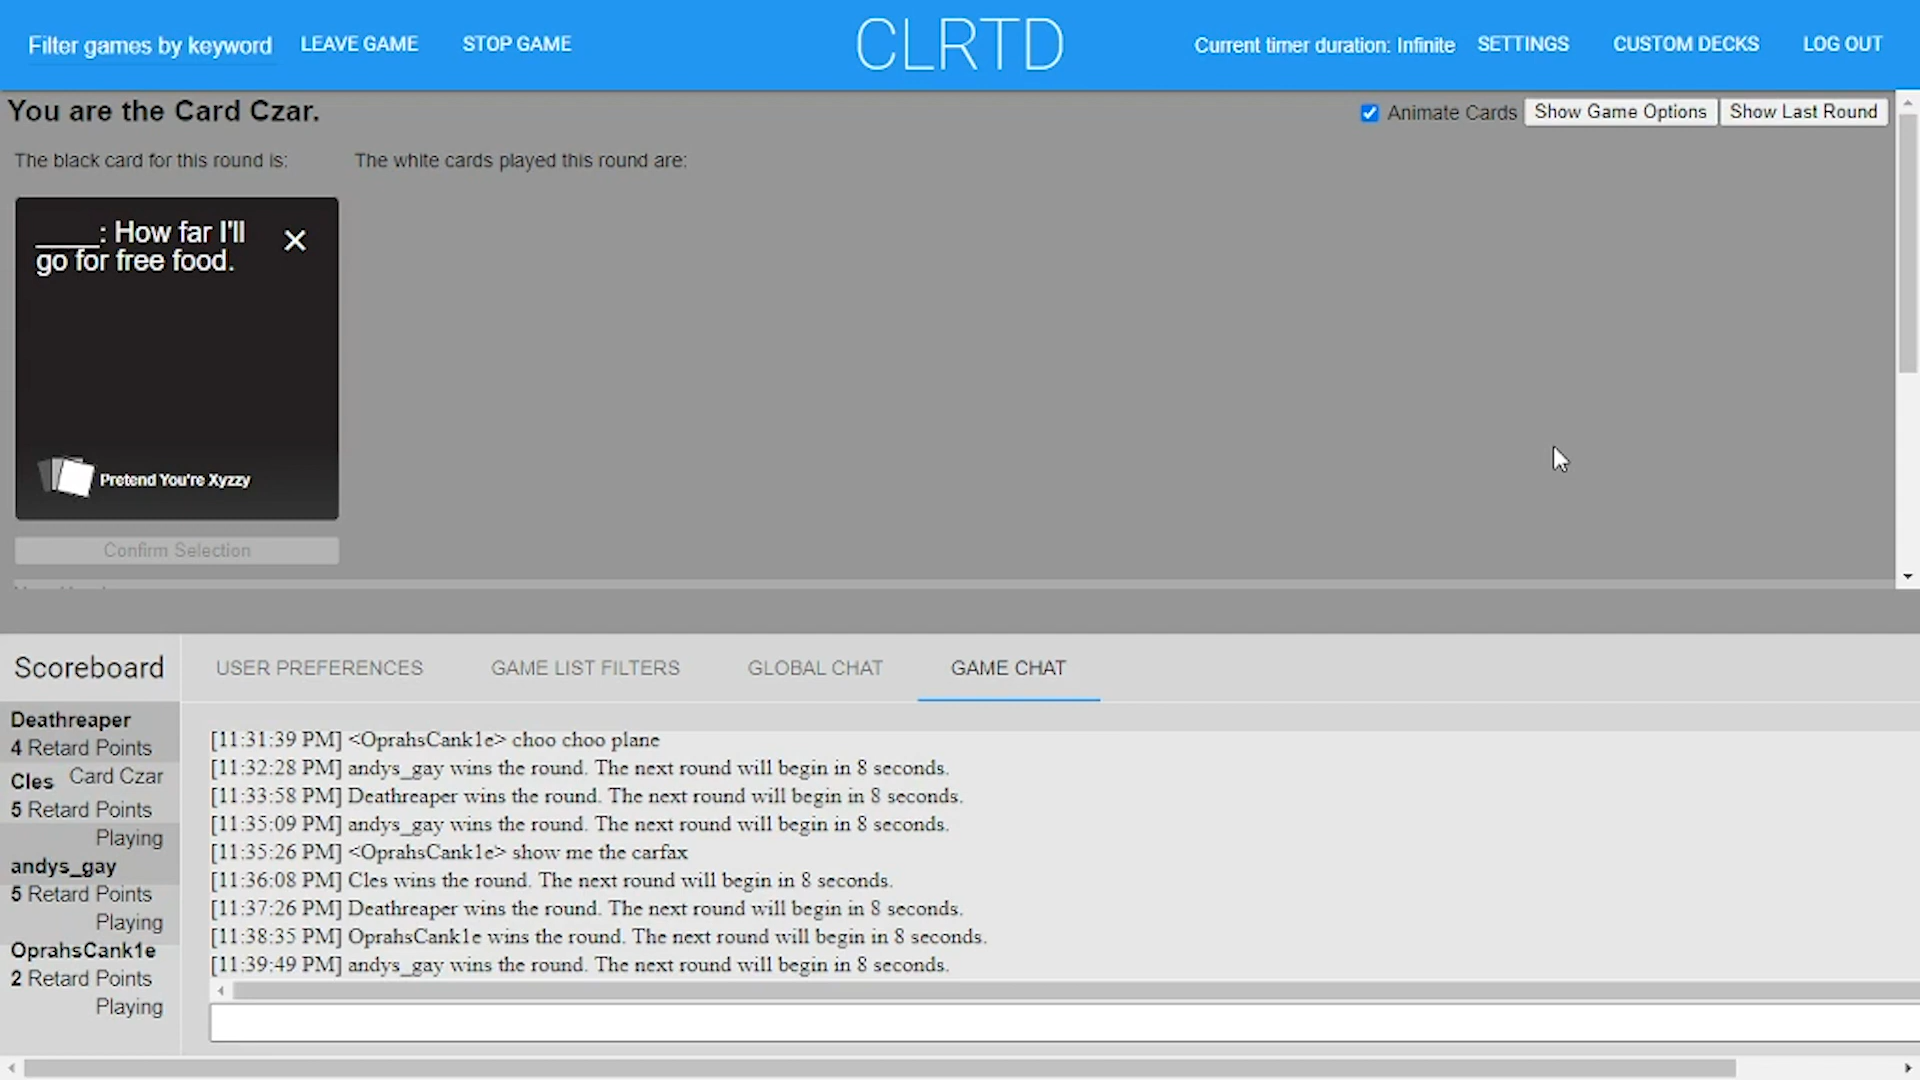 Filter games by keyword LEAVE GAME STOP GAME CLRTD Current timer duration: Infinite SETTINGS CUSTOM DECKS LOG OUT
You are the Card Czar. Animate Cards Show Game Options Show Last Round
The black card for this round is: The white cards played this round are:
_____: How far I'll
go for free food.
Pretend You're Xyzzy
Confirm Selection
Scoreboard USER PREFERENCES GAME LIST FILTERS GLOBAL CHAT GAME CHAT
Deathreaper
4 Retard Points
Card Czar
Cles
5 Retard Points
Playing
andys_gay
5 Retard Points
Playing
OprahsCank1e
2 Retard Points
Playing
[11:31:39 PM] <OprahsCank1e> choo choo plane
[11:32:28 PM] andys_gay wins the round. The next round will begin in 8 seconds.
[11:33:58 PM] Deathreaper wins the round. The next round will begin in 8 seconds.
[11:35:09 PM] andys_gay wins the round. The next round will begin in 8 seconds.
[11:35:26 PM] <OprahsCank1e> show me the carfax
[11:36:08 PM] Cles wins the round. The next round will begin in 8 seconds.
[11:37:26 PM] Deathreaper wins the round. The next round will begin in 8 seconds.
[11:38:35 PM] OprahsCank1e wins the round. The next round will begin in 8 seconds.
[11:39:49 PM] andys_gay wins the round. The next round will begin in 8 seconds.